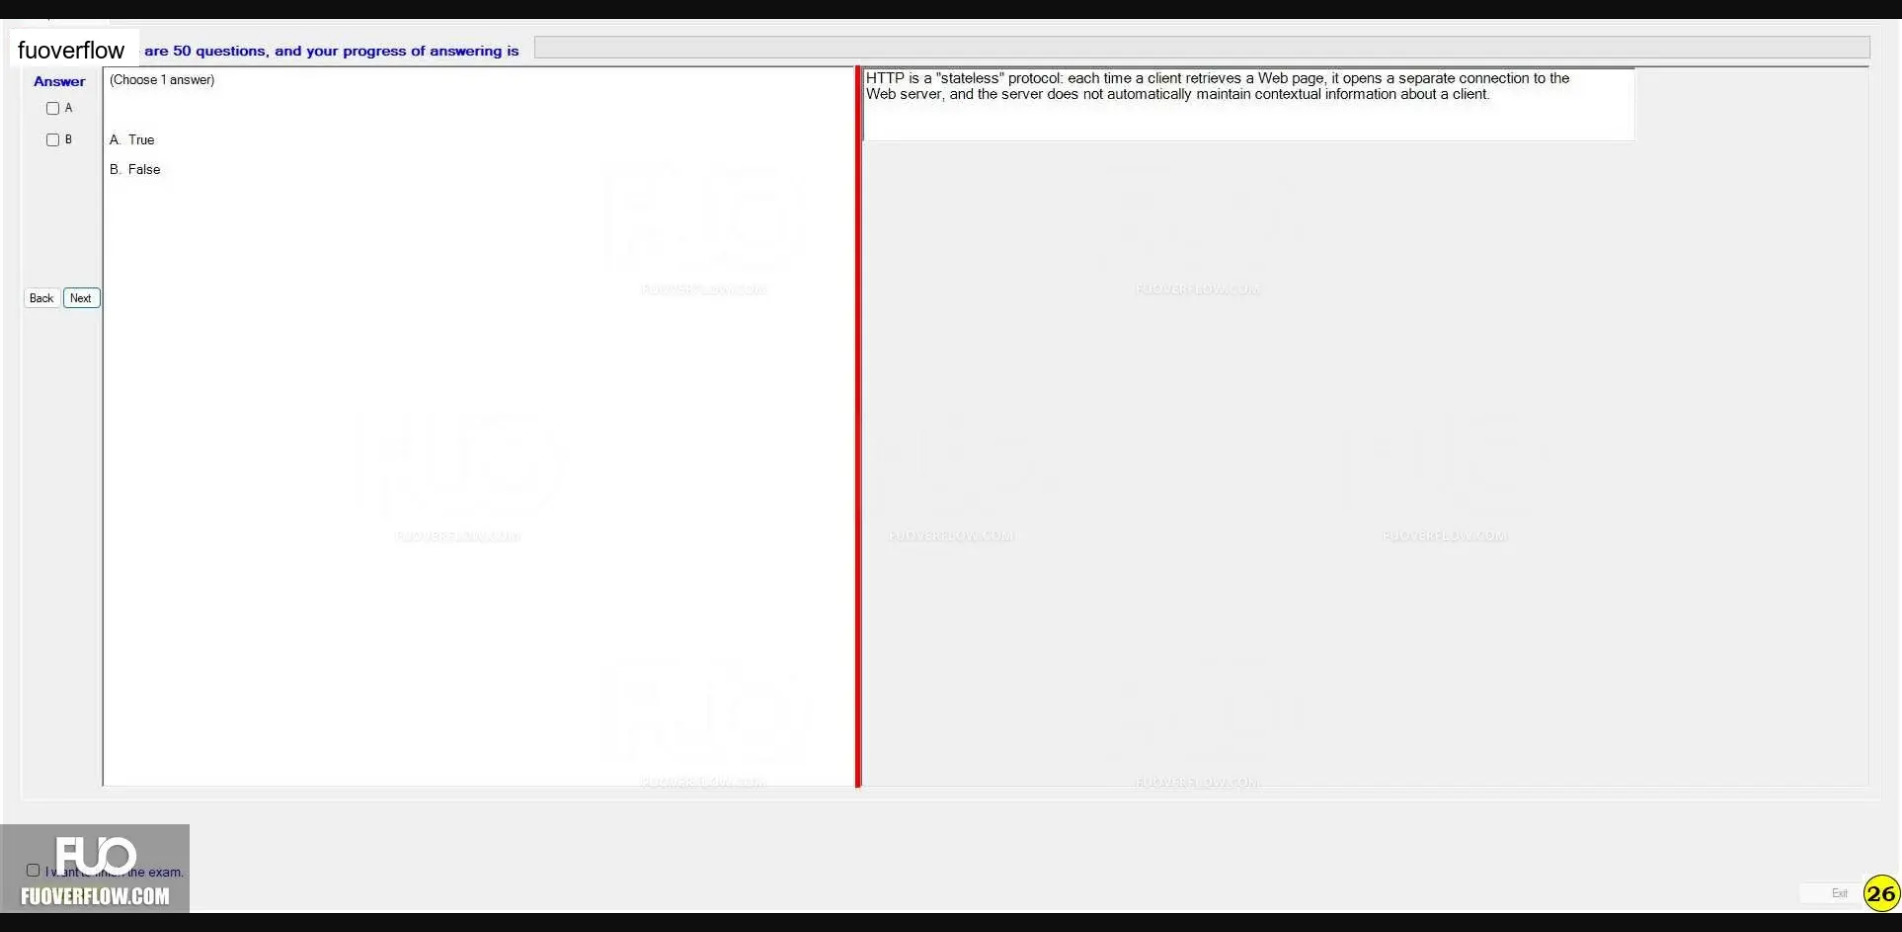 fuoverflow are 50 questions, and your progress of answering is
Answer
A
B
Back Next
(Choose 1 answer)
A. True
B. False
HTTP is a "stateless" protocol: each time a client retrieves a Web page, it opens a separate connection to the
Web server, and the server does not automatically maintain contextual information about a client.
FUOVERFLOW.COM
FUOVERFLOW.COM
FUOVERFLOW.COM
FUOVERFLOW.COM
FUOVERFLOW.COM
FUOVERFLOW.COM
FUOVERFLOW.COM
FUO
I want to finish the exam.
FUOVERFLOW.COM
Exit 26